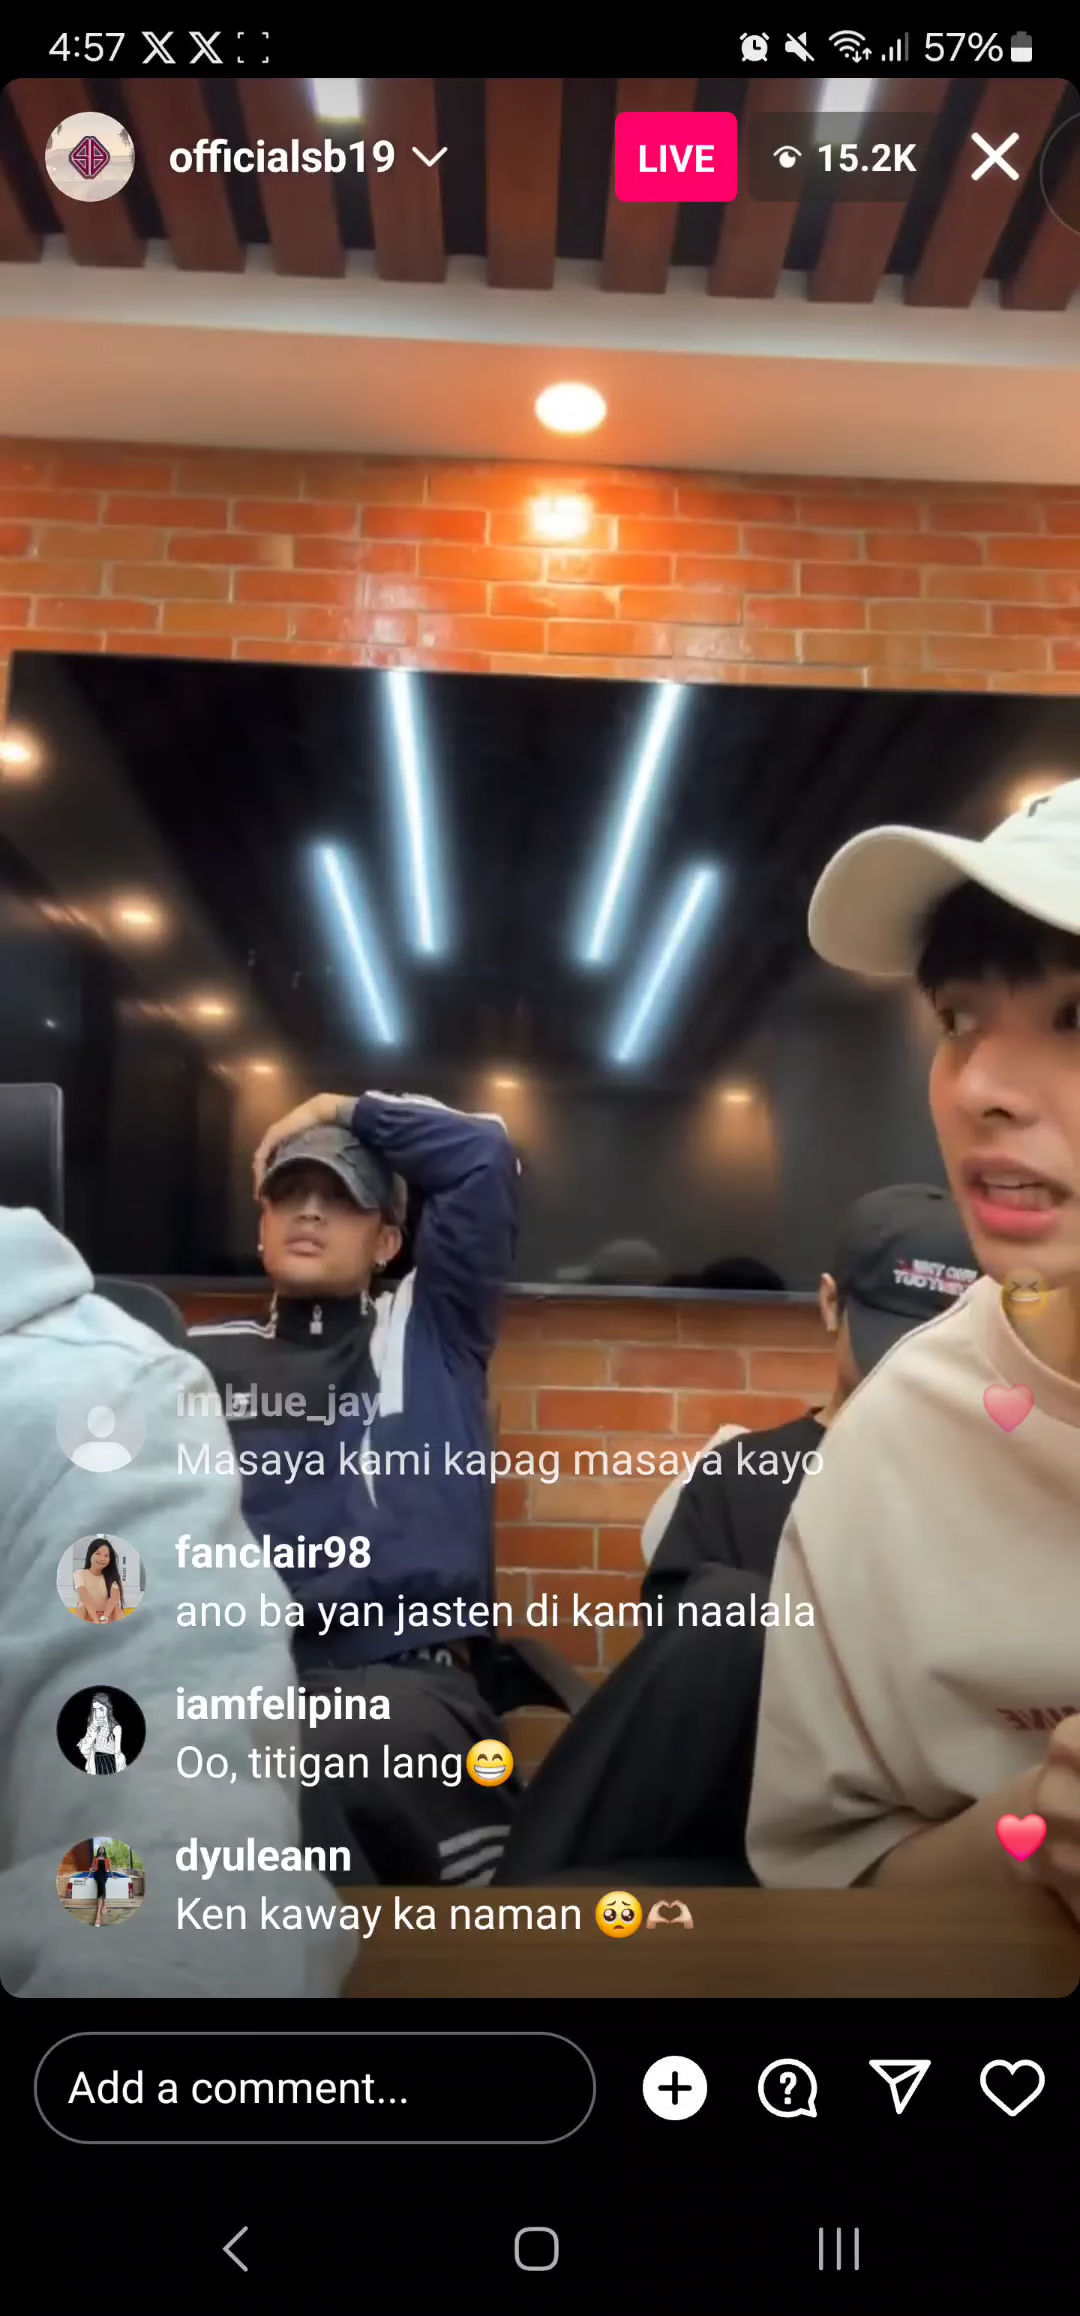 4:57
57%
officialsb19
LIVE
15.2K
imblue_jay
Masaya kami kapag masaya kayo
fanclair98
ano ba yan jasten di kami naalala
iamfelipina
Oo, titigan lang😁
dyuleann
Ken kaway ka naman 🥺🫶🏼
Add a comment...